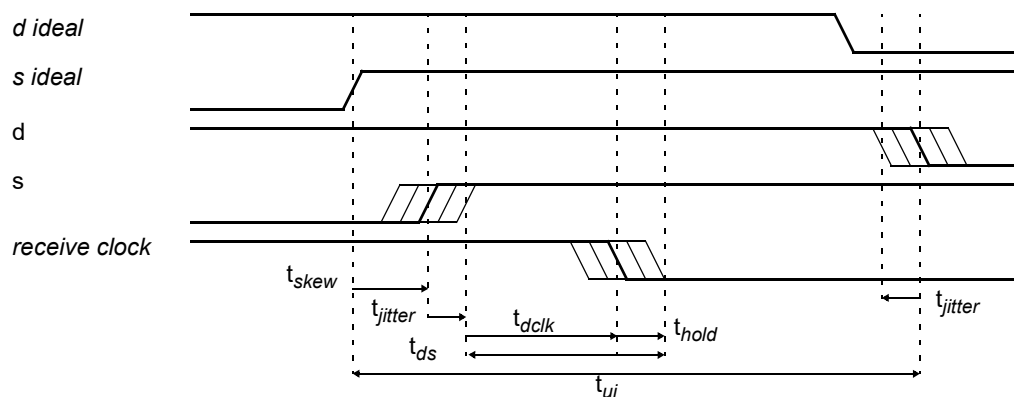 d ideal
s ideal
d
s
receive clock
tskew
tjitter
tdclk
thold
tjitter
tds
tui